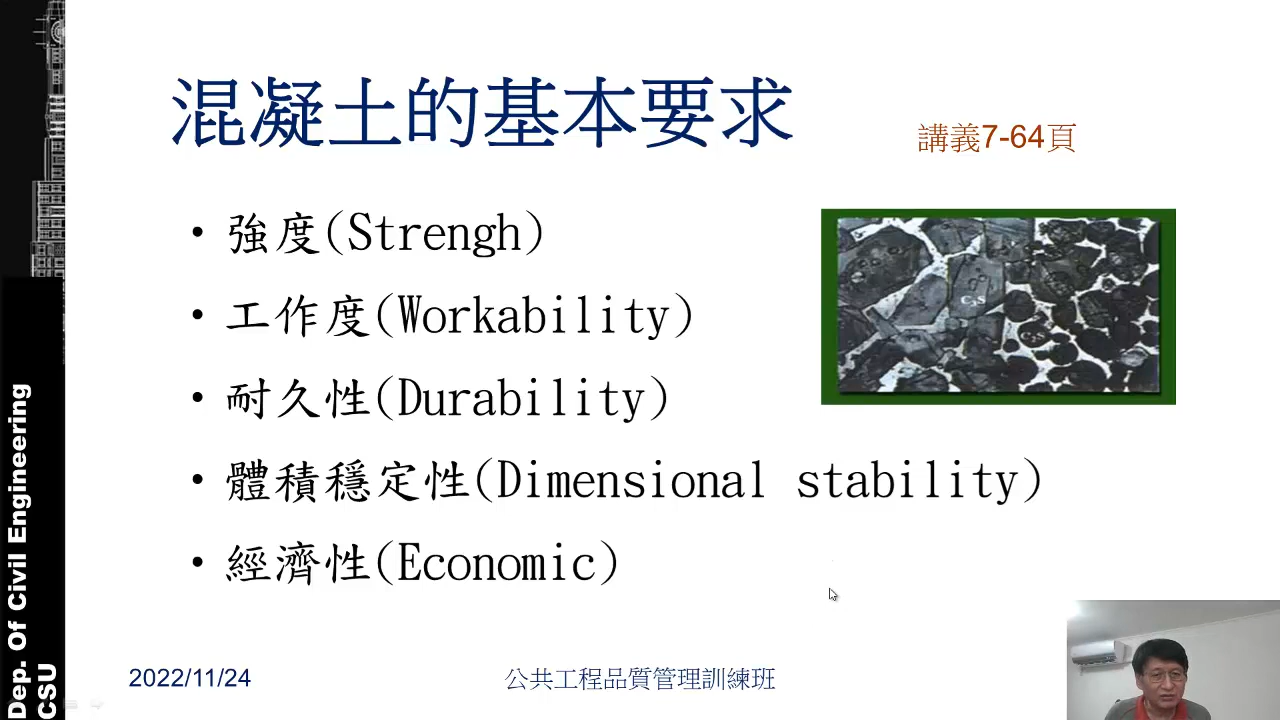 混凝土的基本要求
講義7-64頁
• 強度(Strengh)
• 工作度(Workability)
• 耐久性(Durability)
• 體積穩定性(Dimensional stability)
• 經濟性(Economic)
C₃S
C₂S
2022/11/24
公共工程品質管理訓練班
Dep. Of Civil Engineering
CSU